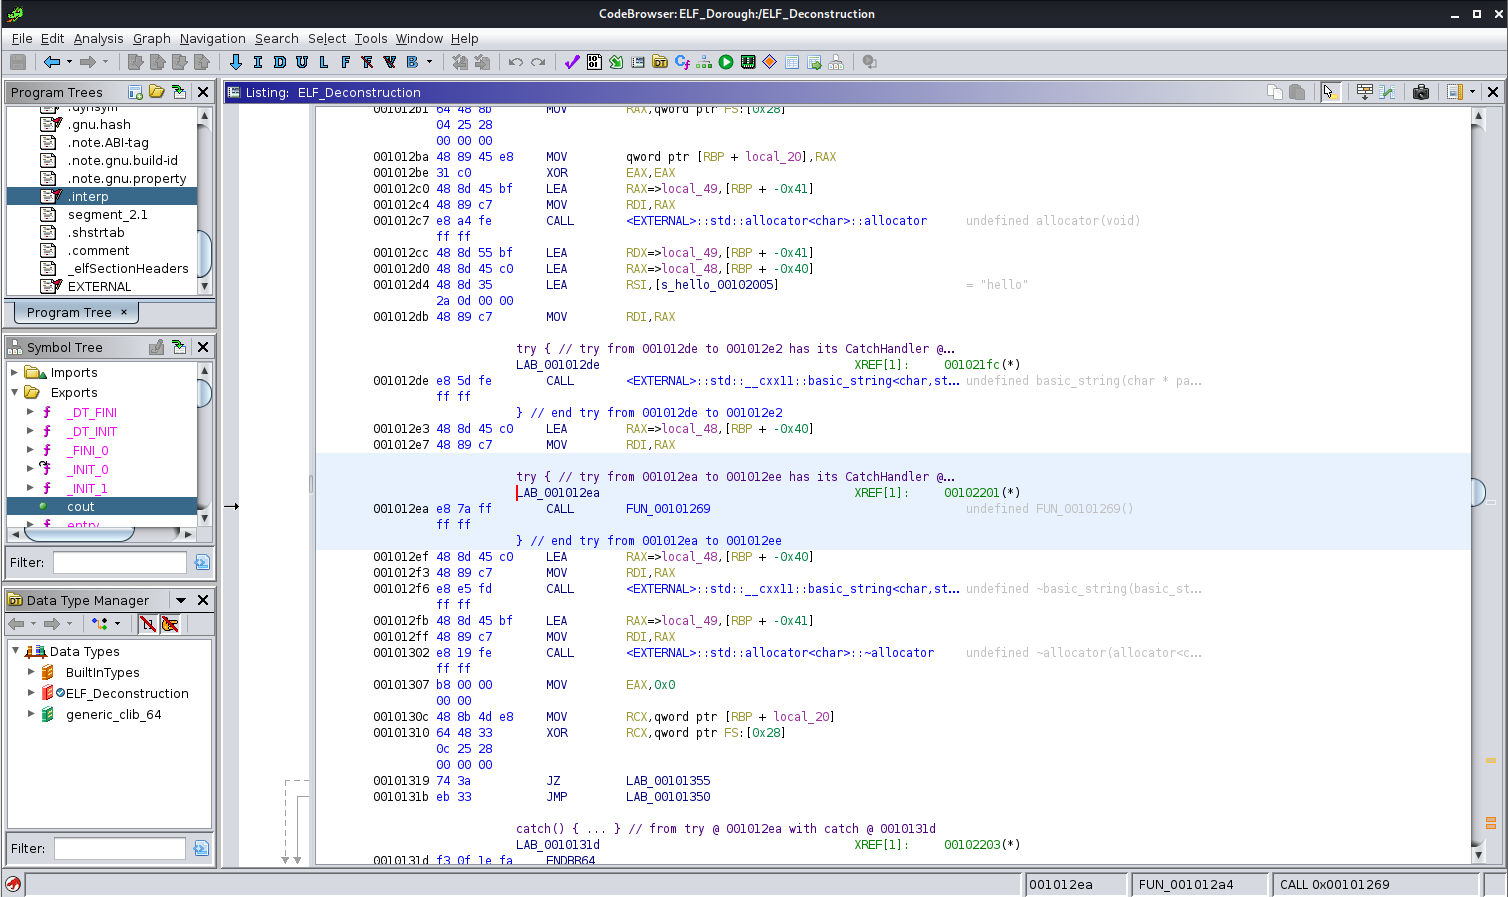 CodeBrowser: ELF_Dorough:/ELF_Deconstruction
File Edit Analysis Graph Navigation Search Select Tools Window Help
I D U L F B
Program Trees
.dynsym
.gnu.hash
.note.ABI-tag
.note.gnu.build-id
.note.gnu.property
.interp
segment_2.1
.shstrtab
.comment
_elfSectionHeaders
EXTERNAL
Program Tree ×
Symbol Tree
Imports
Exports
_DT_FINI
_DT_INIT
_FINI_0
_INIT_0
_INIT_1
cout
entry
Filter:
Data Type Manager
Data Types
BuiltInTypes
ELF_Deconstruction
generic_clib_64
Filter:
Listing: ELF_Deconstruction
001012b1 64 48 8b MOV RAX,qword ptr FS:[0x28]
04 25 28
00 00 00
001012ba 48 89 45 e8 MOV qword ptr [RBP + local_20],RAX
001012be 31 c0 XOR EAX,EAX
001012c0 48 8d 45 bf LEA RAX=>local_49,[RBP + -0x41]
001012c4 48 89 c7 MOV RDI,RAX
001012c7 e8 a4 fe CALL <EXTERNAL>::std::allocator<char>::allocator undefined allocator(void)
ff ff
001012cc 48 8d 55 bf LEA RDX=>local_49,[RBP + -0x41]
001012d0 48 8d 45 c0 LEA RAX=>local_48,[RBP + -0x40]
001012d4 48 8d 35 LEA RSI,[s_hello_00102005] = "hello"
2a 0d 00 00
001012db 48 89 c7 MOV RDI,RAX
try { // try from 001012de to 001012e2 has its CatchHandler @...
LAB_001012de XREF[1]: 001021fc(*)
001012de e8 5d fe CALL <EXTERNAL>::std::__cxx11::basic_string<char,st... undefined basic_string(char * pa...
ff ff
} // end try from 001012de to 001012e2
001012e3 48 8d 45 c0 LEA RAX=>local_48,[RBP + -0x40]
001012e7 48 89 c7 MOV RDI,RAX
try { // try from 001012ea to 001012ee has its CatchHandler @...
LAB_001012ea XREF[1]: 00102201(*)
001012ea e8 7a ff CALL FUN_00101269 undefined FUN_00101269()
ff ff
} // end try from 001012ea to 001012ee
001012ef 48 8d 45 c0 LEA RAX=>local_48,[RBP + -0x40]
001012f3 48 89 c7 MOV RDI,RAX
001012f6 e8 e5 fd CALL <EXTERNAL>::std::__cxx11::basic_string<char,st... undefined ~basic_string(basic_st...
ff ff
001012fb 48 8d 45 bf LEA RAX=>local_49,[RBP + -0x41]
001012ff 48 89 c7 MOV RDI,RAX
00101302 e8 19 fe CALL <EXTERNAL>::std::allocator<char>::~allocator undefined ~allocator(allocator<c...
ff ff
00101307 b8 00 00 MOV EAX,0x0
00 00
0010130c 48 8b 4d e8 MOV RCX,qword ptr [RBP + local_20]
00101310 64 48 33 XOR RCX,qword ptr FS:[0x28]
0c 25 28
00 00 00
00101319 74 3a JZ LAB_00101355
0010131b eb 33 JMP LAB_00101350
catch() { ... } // from try @ 001012ea with catch @ 0010131d
LAB_0010131d XREF[1]: 00102203(*)
0010131d f3 0f 1e fa ENDBR64
001012ea FUN_001012a4 CALL 0x00101269